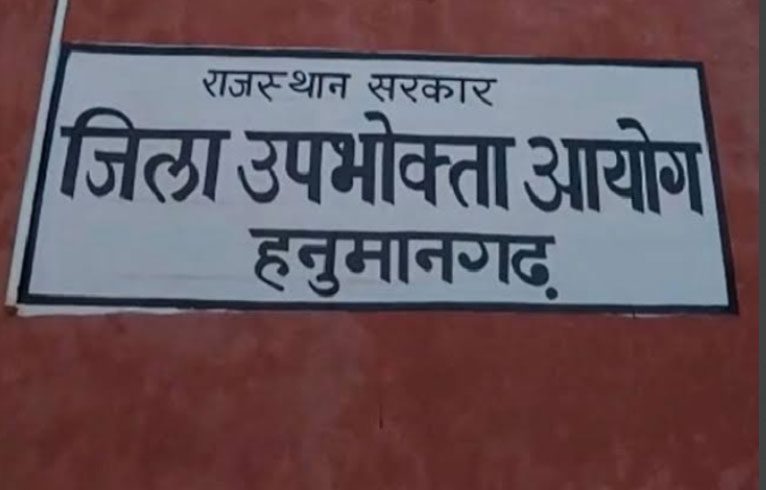 राजस्थान सरकार
जिला उपभोक्ता आयोग
हनुमानगढ़